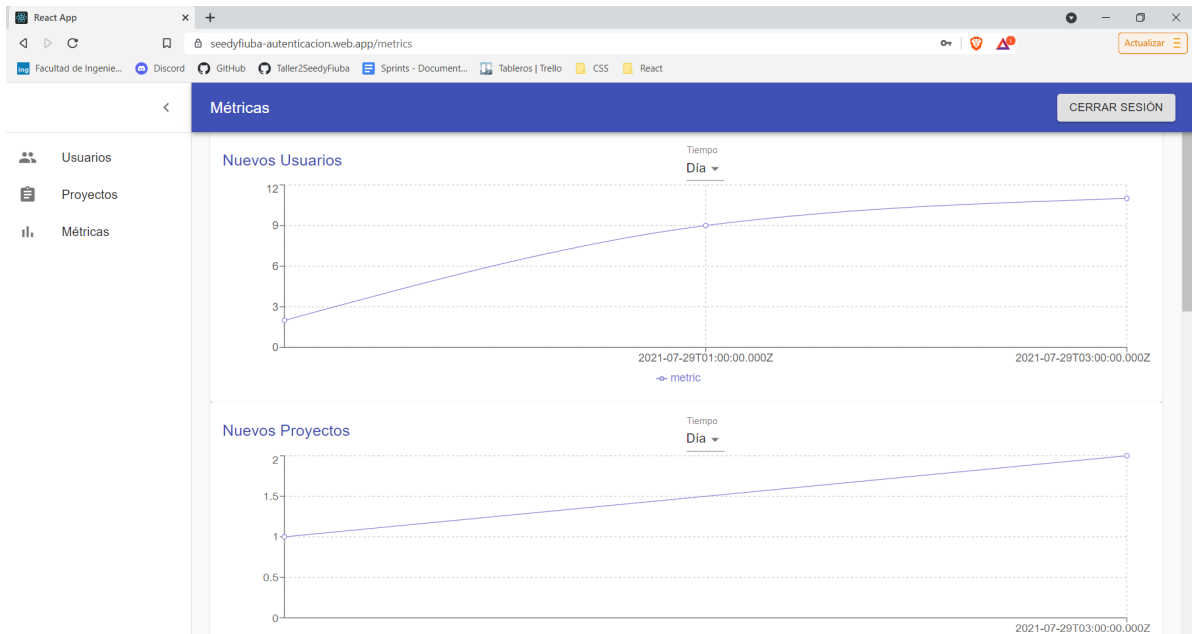 React App
seedyfiuba-autenticacion.web.app/metrics
Actualizar
ing Facultad de Ingenie... Discord GitHub Taller2SeedyFiuba Sprints - Document... Tableros | Trello CSS React
Métricas
CERRAR SESIÓN
Usuarios
Proyectos
Métricas
Nuevos Usuarios
Tiempo
Día
12
9
6
3
0
2021-07-29T01:00:00.000Z 2021-07-29T03:00:00.000Z
metric
Nuevos Proyectos
Tiempo
Día
2
1.5
1
0.5
0
2021-07-29T03:00:00.000Z